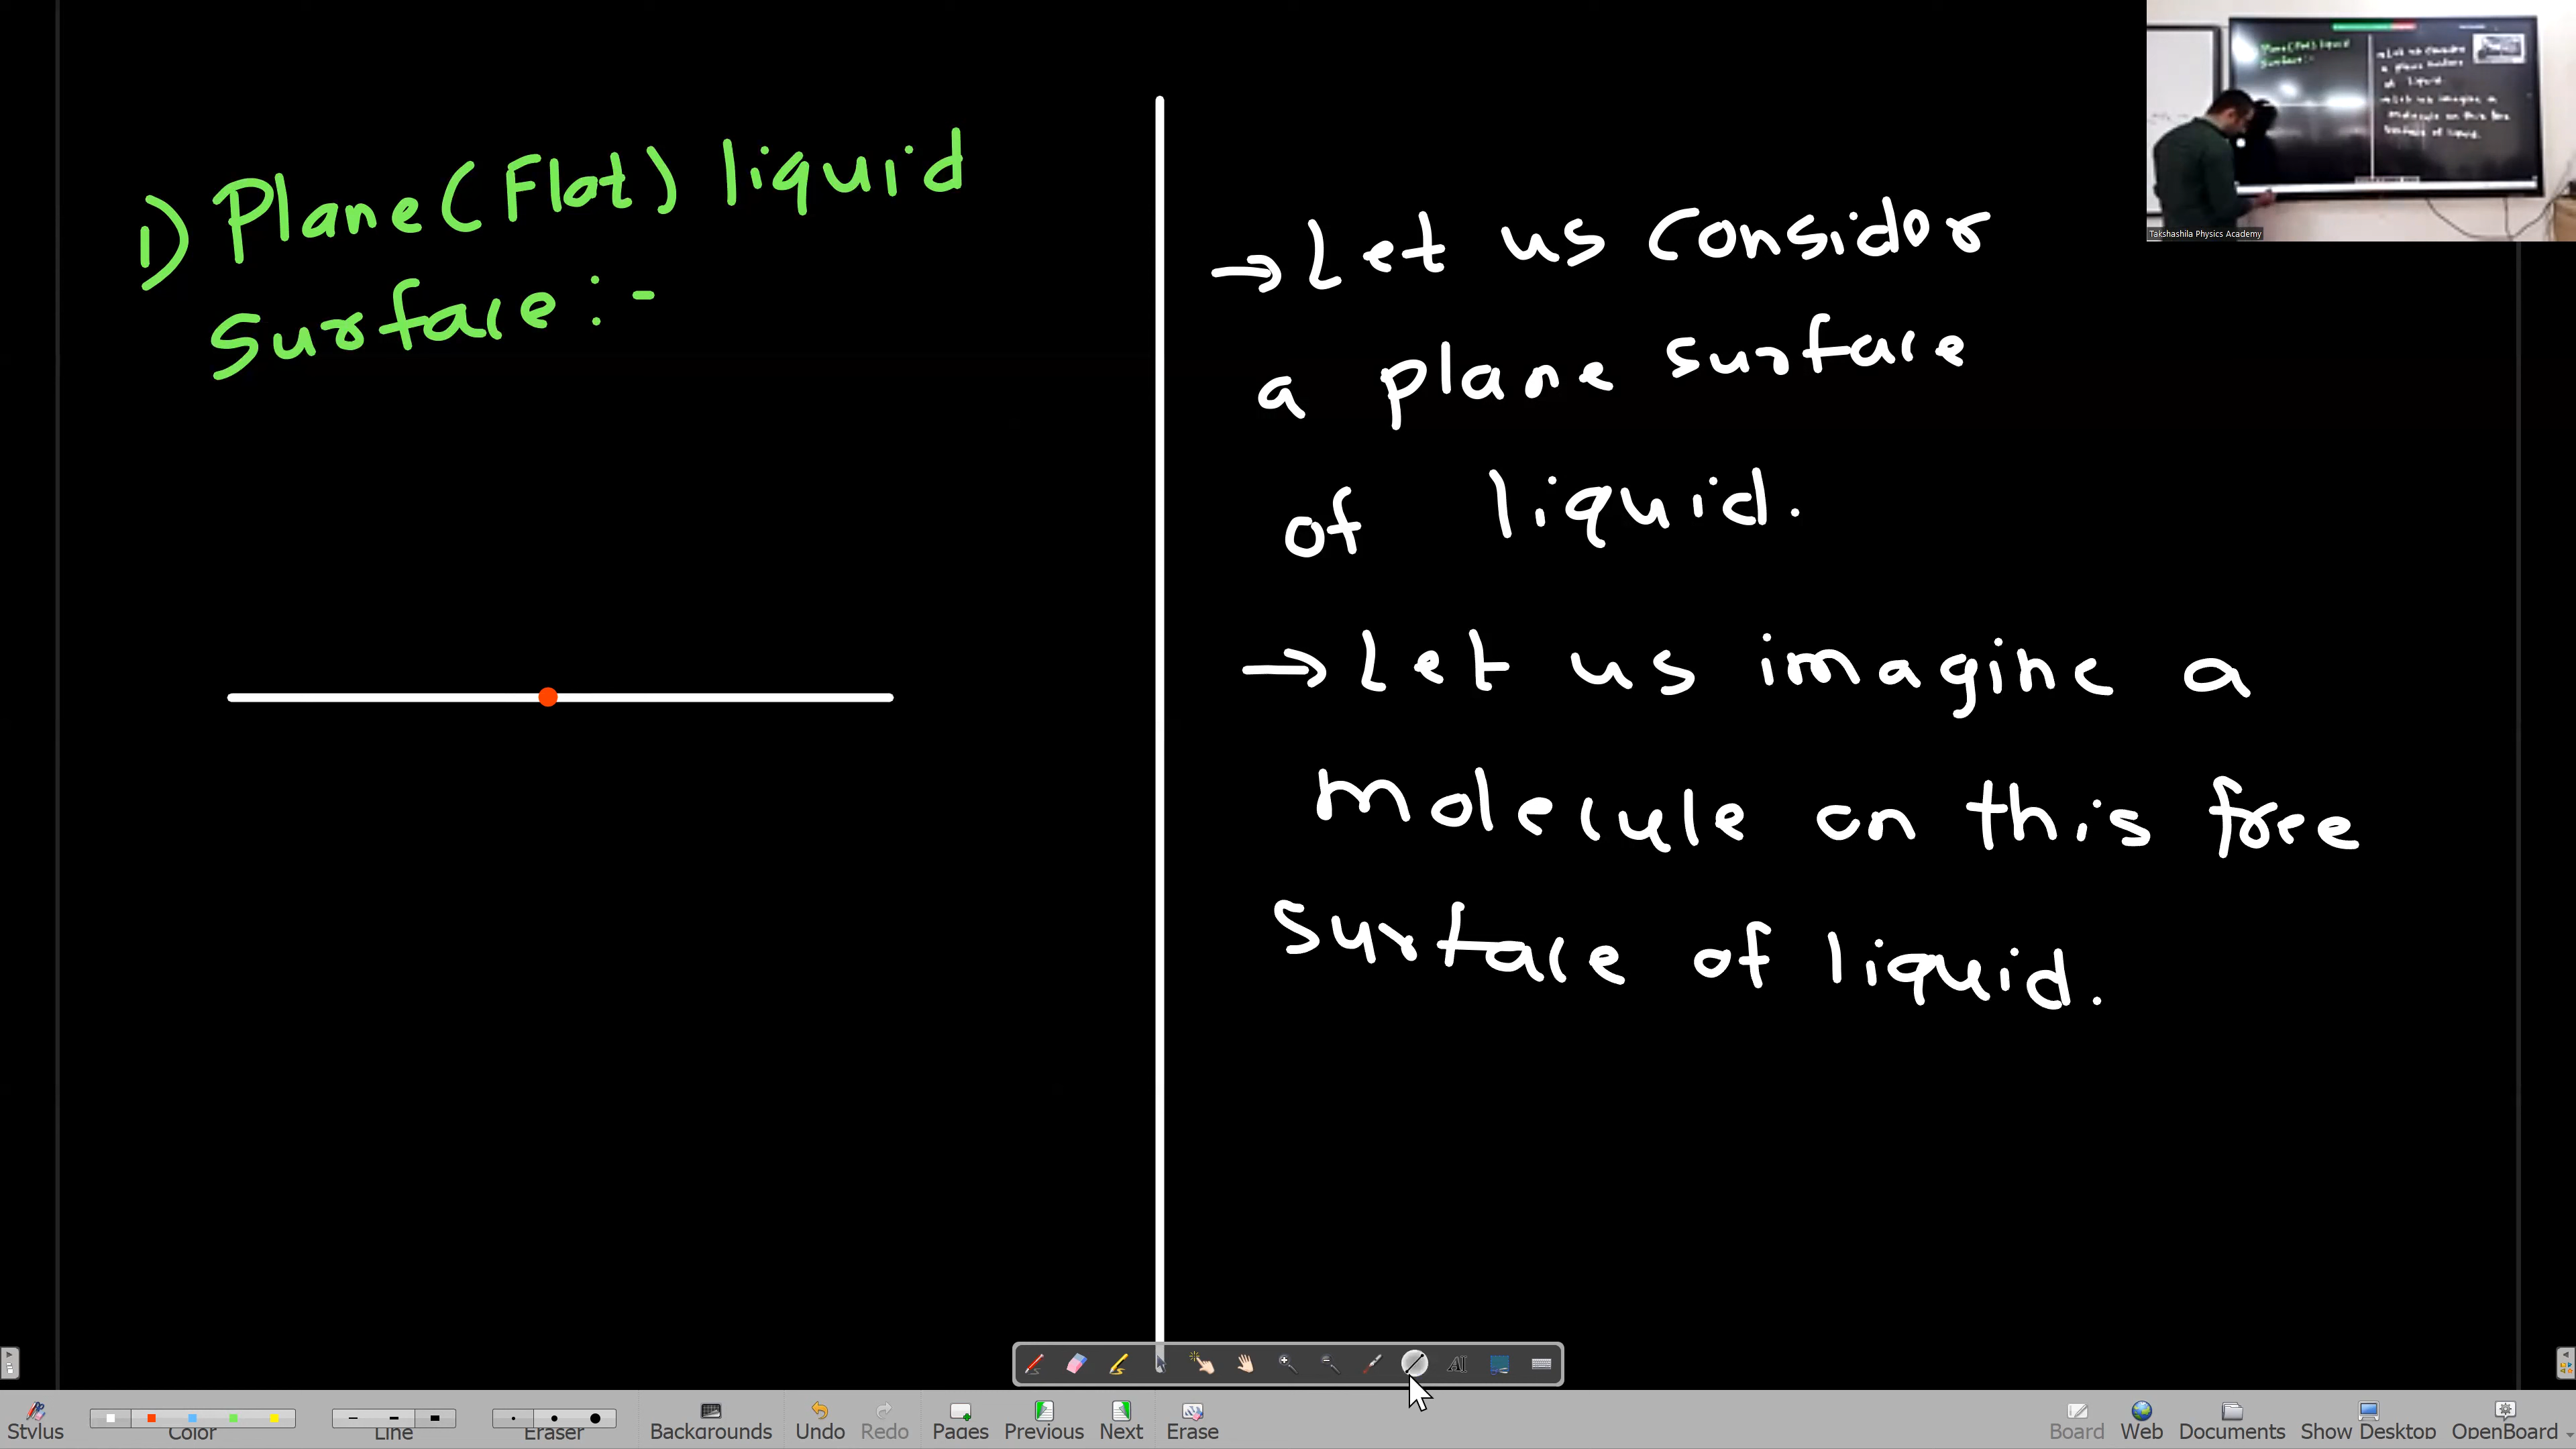 1) Plane (Flat) liquid
Surface :-
→ Let us Consider
a plane surface
of liquid.
→ Let us imagine a
molecule on this free
surface of liquid.
Takshashila Physics Academy
Stylus
Color
Line
Eraser
Backgrounds
Undo
Redo
Pages
Previous
Next
Erase
Board
Web
Documents
Show Desktop
OpenBoard